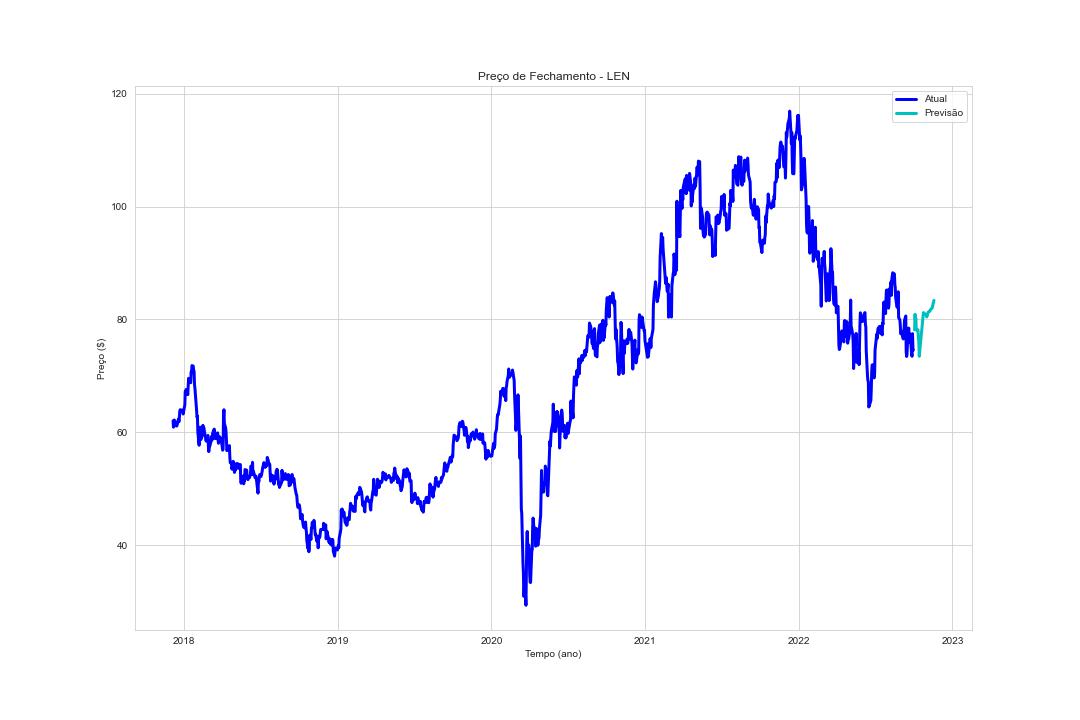 Preço de Fechamento - LEN
Atual
Previsão
120
100
80
60
40
Preço ($)
2018 2019 2020 2021 2022 2023
Tempo (ano)